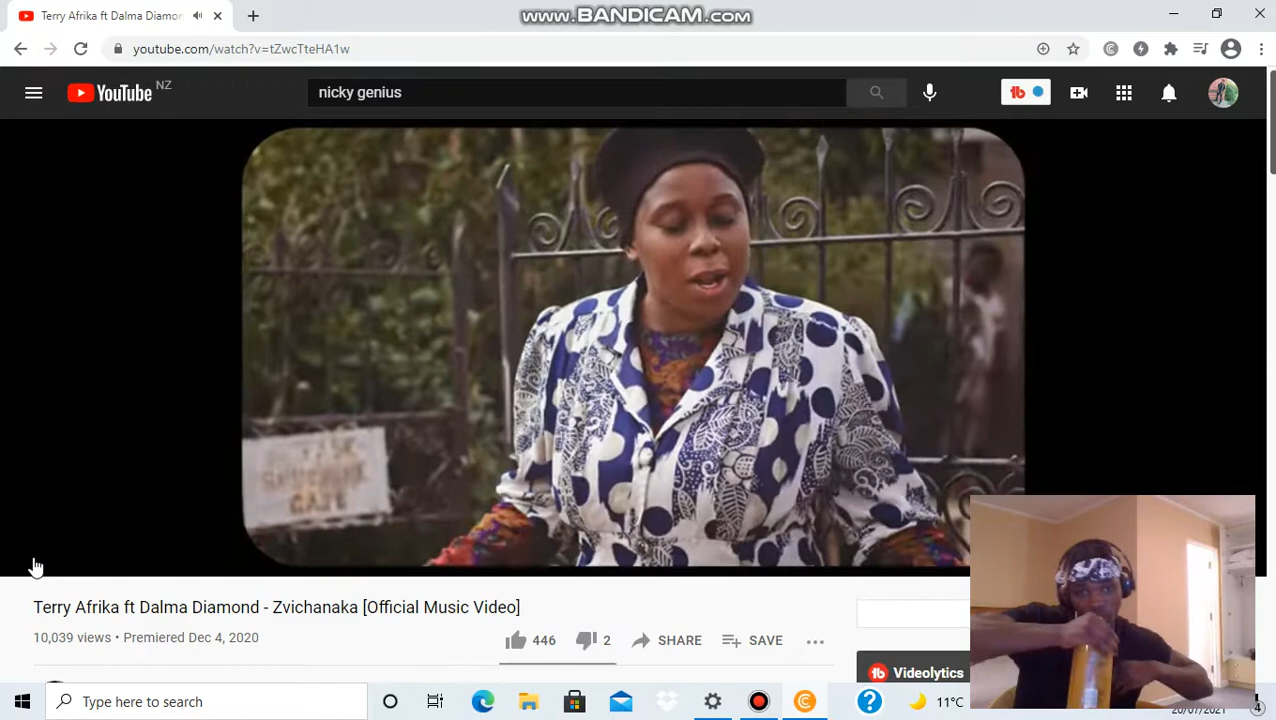 Terry Afrika ft Dalma Diamon
www.BANDICAM.com
youtube.com/watch?v=tZwcTteHA1w
YouTube NZ
nicky genius
Terry Afrika ft Dalma Diamond - Zvichanaka [Official Music Video]
10,039 views • Premiered Dec 4, 2020
446
2
SHARE
SAVE
Videolytics
Type here to search
11°C
20/07/2021
4